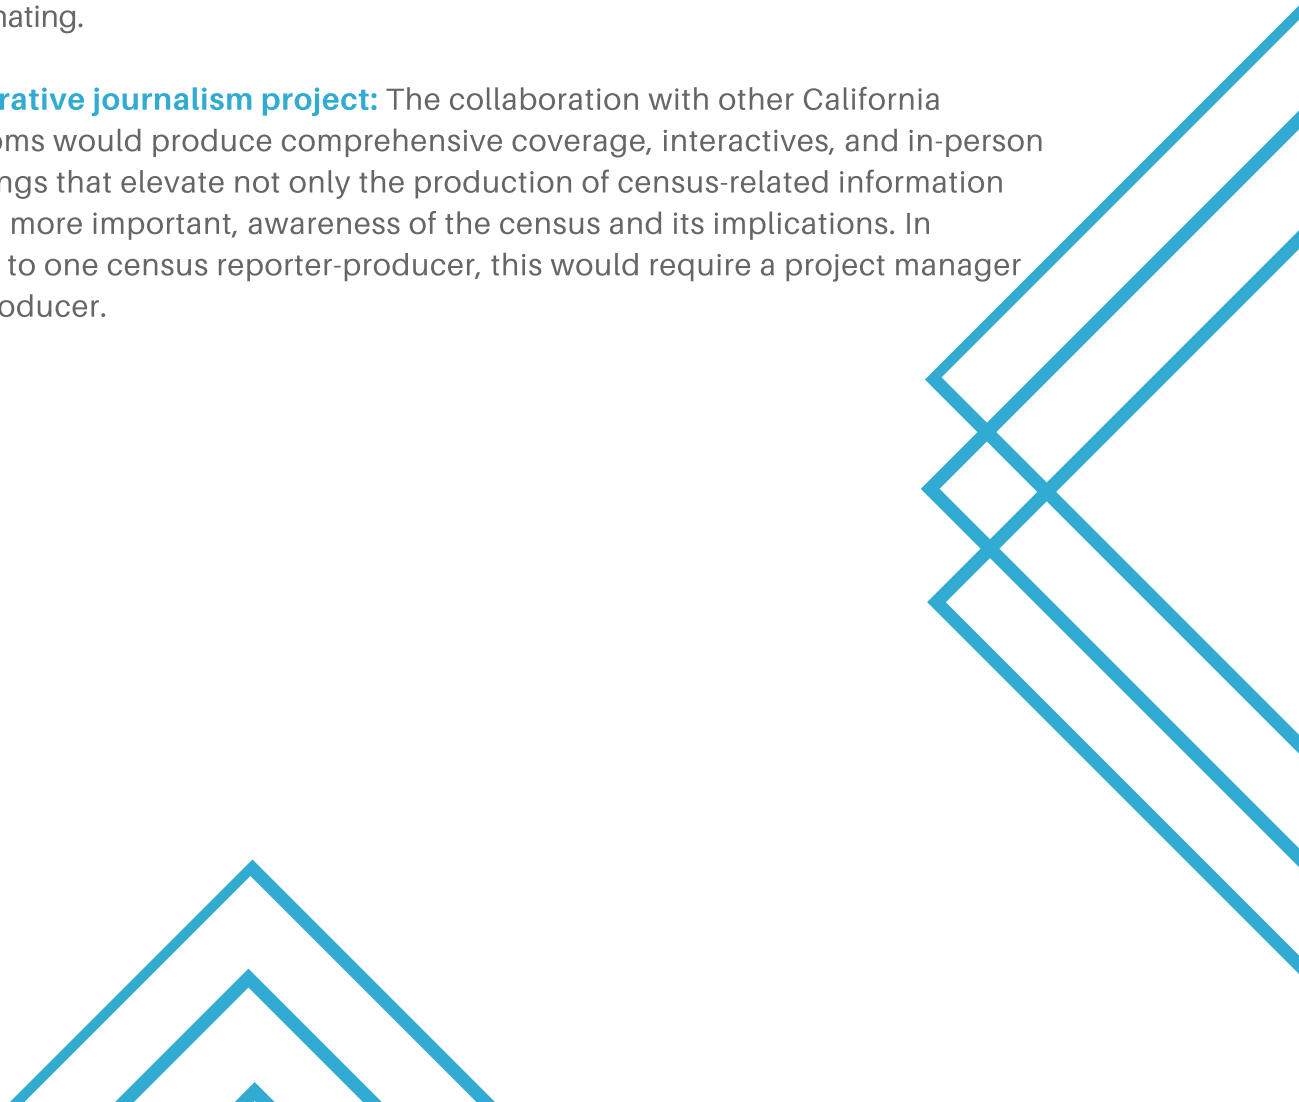 nating.
rative journalism project: The collaboration with other California
oms would produce comprehensive coverage, interactives, and in-person
ngs that elevate not only the production of census-related information
more important, awareness of the census and its implications. In
to one census reporter-producer, this would require a project manager
oducer.